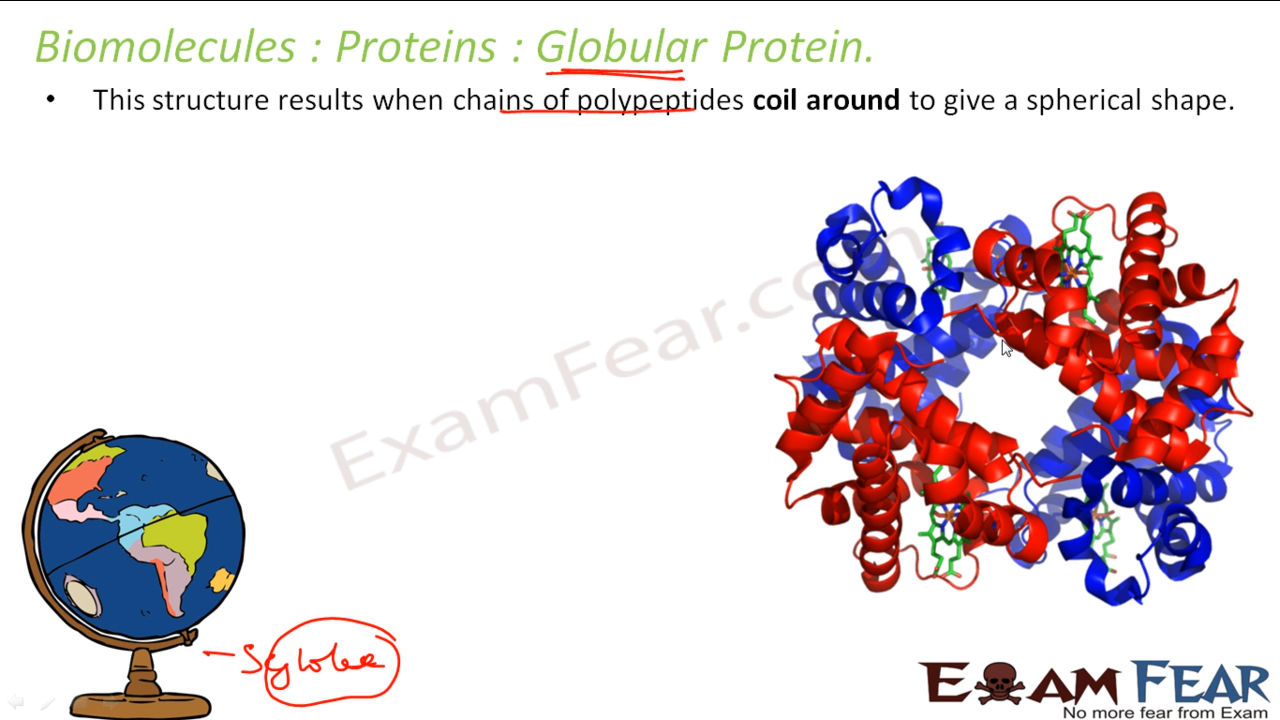 Biomolecules : Proteins : Globular Protein.
• This structure results when chains of polypeptides coil around to give a spherical shape.
ExamFear.com
EXAM FEAR
No more fear from Exam